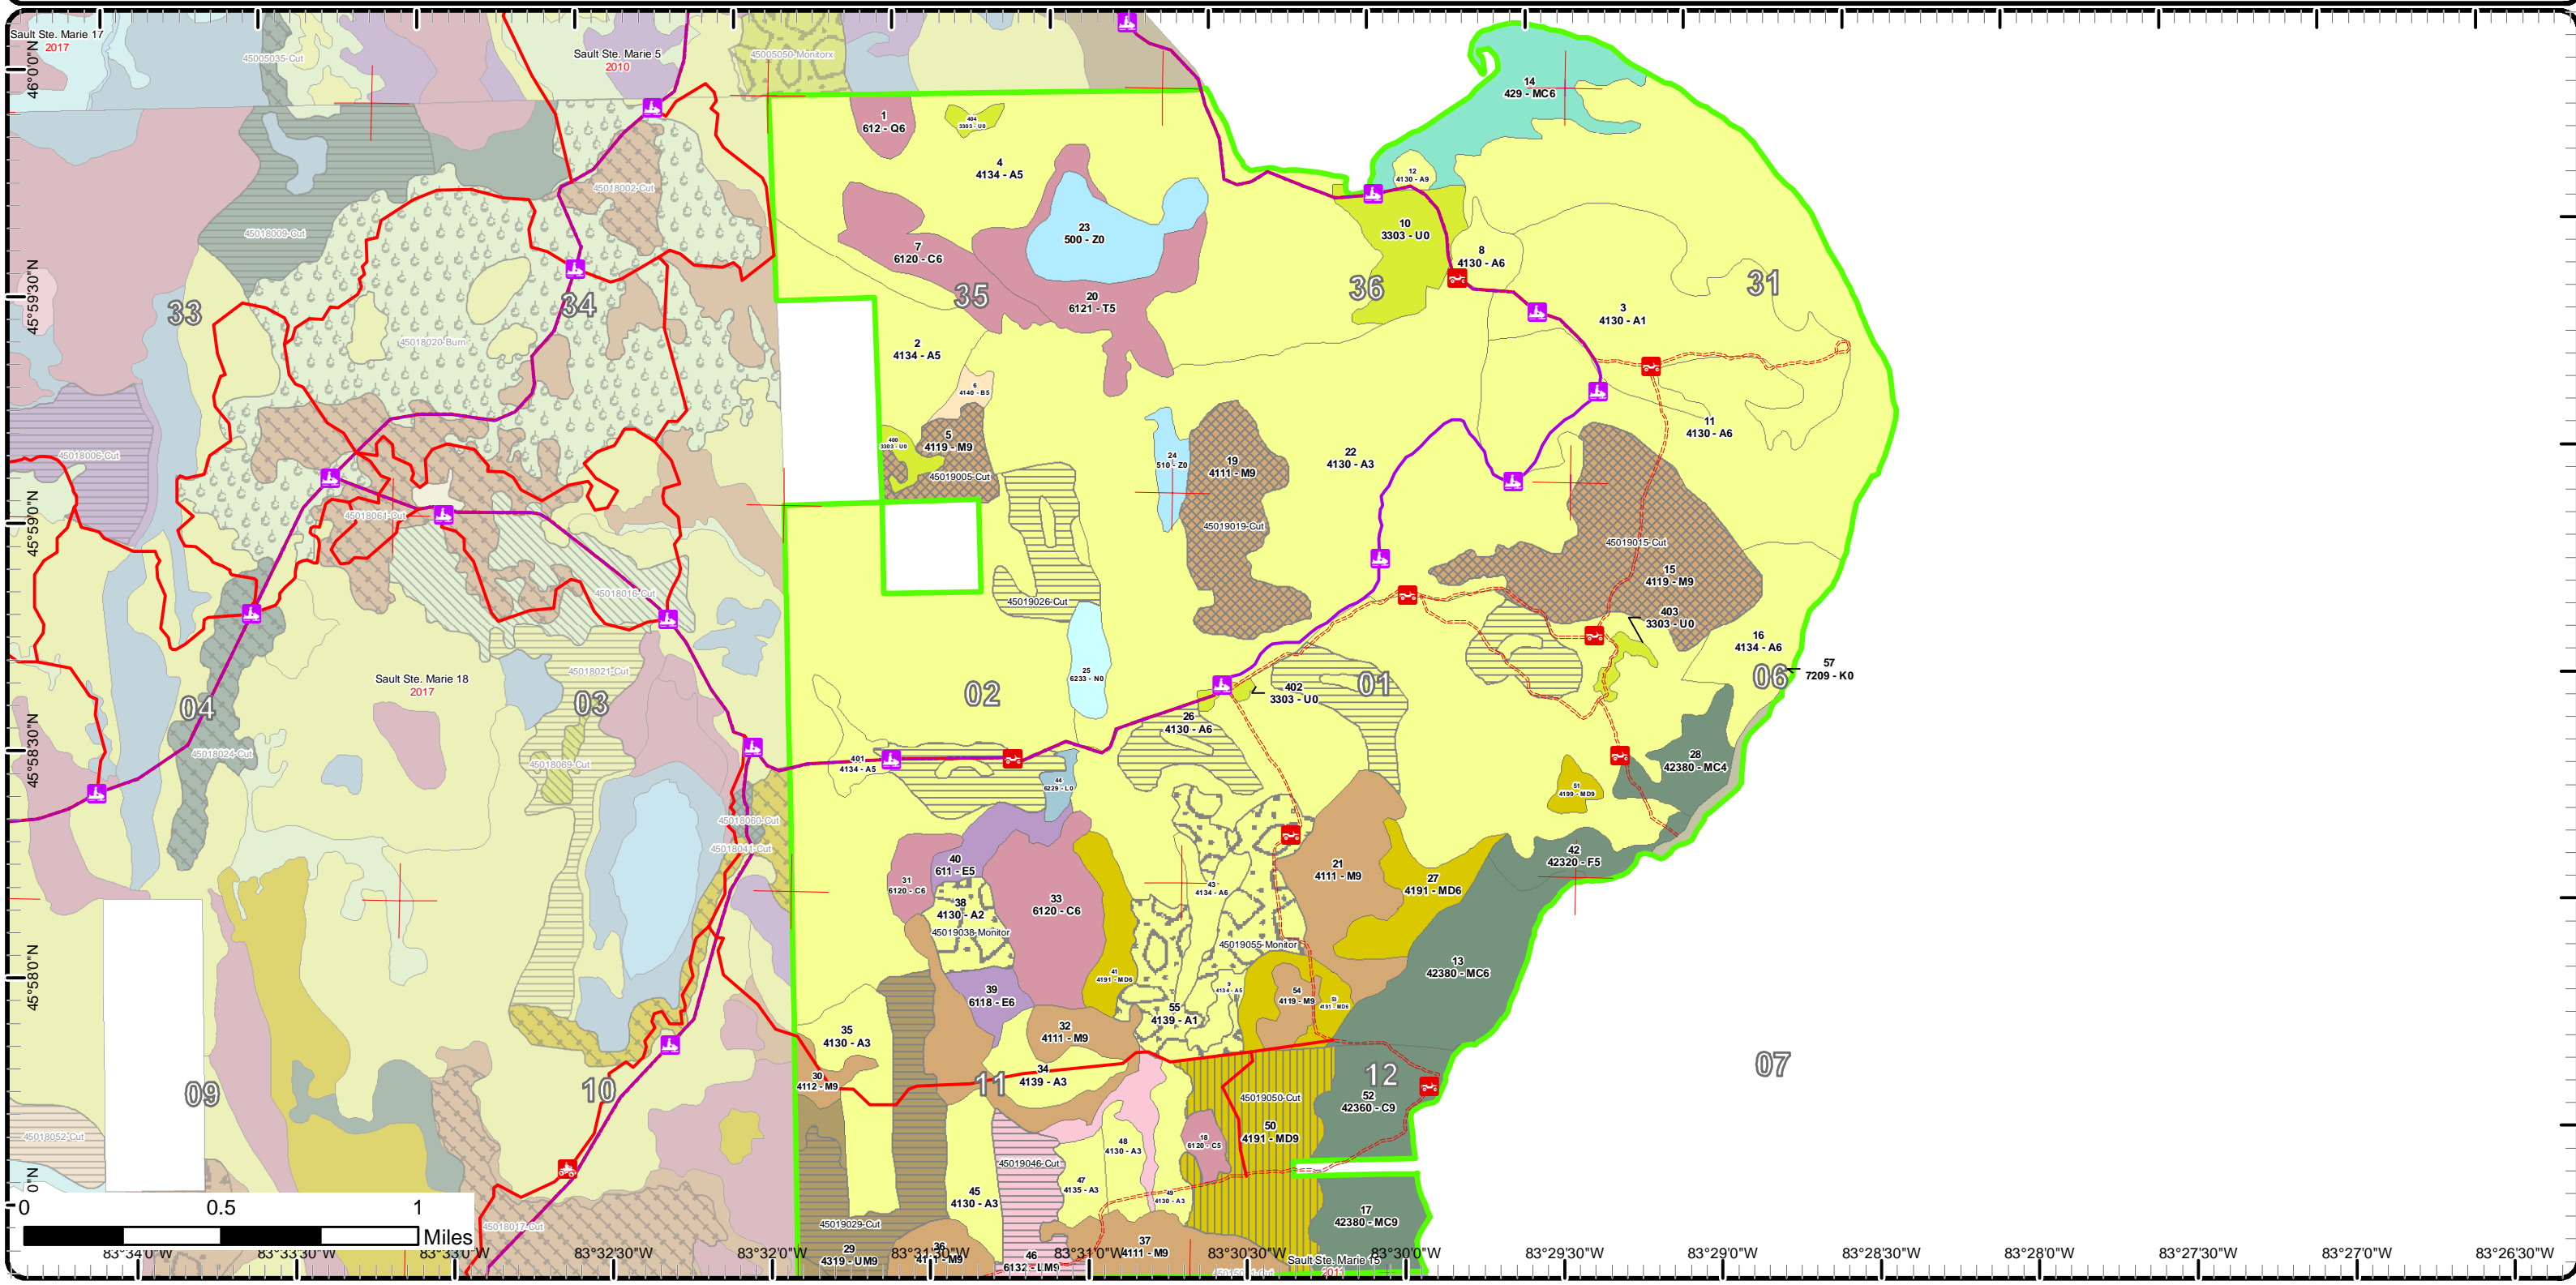 Sault Ste. Marie 17
2017
45005035-Cut
Sault Ste. Marie 5
2010
45005050-Monitorx
46°0'0"N
45°59'30"N
45°59'0"N
45°58'30"N
45°58'0"N
0"N
45018002-Cut
45018009-Cut
33
34
45018020-Burn
45018006-Cut
45018061-Cut
45018016-Cut
45018021-Cut
Sault Ste. Marie 18
2017
04
03
45018024-Cut
45018069-Cut
45018060-Cut
45018041-Cut
09
10
45018052-Cut
45018017-Cut
1
612 - Q6
404
3303 - U0
4
4134 - A5
7
6120 - C6
23
500 - Z0
20
6121 - T5
35
2
4134 - A5
6
4140 - B5
400
3303 - U0
5
4119 - M9
45019005-Cut
14
429 - MC6
12
4130 - A9
10
3303 - U0
8
4130 - A6
36
31
3
4130 - A1
11
4130 - A6
24
510 - Z0
19
4111 - M9
22
4130 - A3
45019019-Cut
45019015-Cut
15
4119 - M9
403
3303 - U0
16
4134 - A6
57
7209 - K0
06
45019026-Cut
25
6233 - N0
02
01
402
3303 - U0
26
4130 - A6
401
4134 - A5
44
6229 - L0
28
42380 - MC4
51
4199 - MD9
42
42320 - F5
40
611 - E5
31
6120 - C6
38
4130 - A2
45019038-Monitor
33
6120 - C6
43
4134 - A6
21
4111 - M9
27
4191 - MD6
45019055-Monitor
13
42380 - MC6
41
4191 - MD6
39
6118 - E6
9
4134 - A5
54
4119 - M9
53
4191 - MD6
55
4139 - A1
35
4130 - A3
32
4111 - M9
30
4112 - M9
34
4139 - A3
11
12
07
45019050-Cut
52
42360 - C9
50
4191 - MD9
18
6120 - C5
48
4130 - A3
45019046-Cut
47
4135 - A3
49
4130 - A3
45
4130 - A3
17
42380 - MC9
45019029-Cut
29
4319 - UM9
36
4111 - M9
46
6132 - LM9
37
4111 - M9
Sault Ste. Marie 15
0 0.5 1
Miles
83°34'0"W 83°33'30"W 83°33'0"W 83°32'30"W 83°32'0"W 83°31'30"W 83°31'0"W 83°30'30"W 83°30'0"W 83°29'30"W 83°29'0"W 83°28'30"W 83°28'0"W 83°27'30"W 83°27'0"W 83°26'30"W